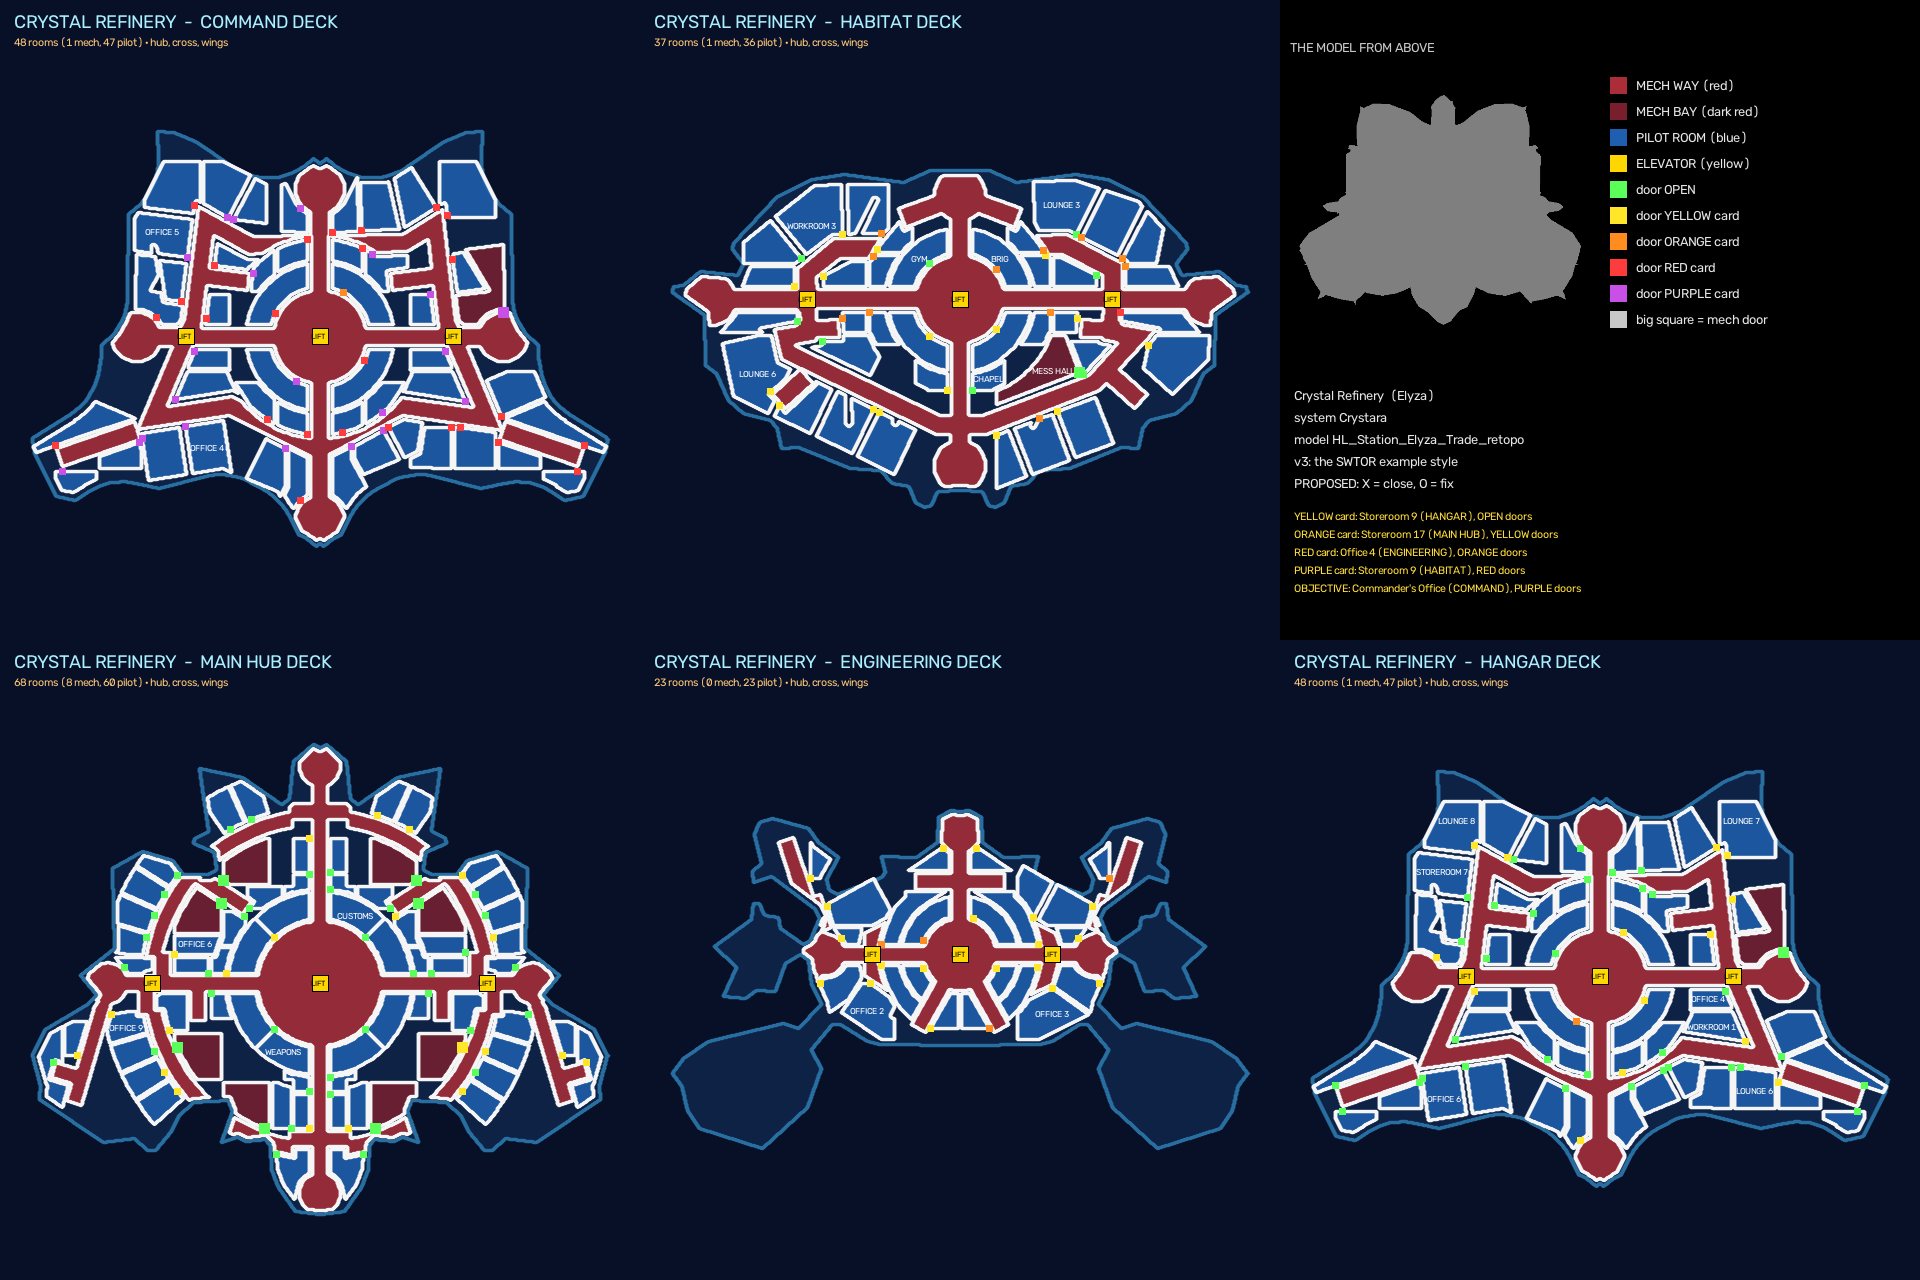 CRYSTAL REFINERY - COMMAND DECK
48 rooms (1 mech, 47 pilot) • hub, cross, wings
OFFICE 5
LIFT
LIFT
LIFT
OFFICE 4
CRYSTAL REFINERY - HABITAT DECK
37 rooms (1 mech, 36 pilot) • hub, cross, wings
LOUNGE 3
WORKROOM 3
GYM
BRIG
LIFT
LIFT
LIFT
LOUNGE 6
MESS HALL
CHAPEL
THE MODEL FROM ABOVE
MECH WAY (red)
MECH BAY (dark red)
PILOT ROOM (blue)
ELEVATOR (yellow)
door OPEN
door YELLOW card
door ORANGE card
door RED card
door PURPLE card
big square = mech door
Crystal Refinery (Elyza)
system Crystara
model HL_Station_Elyza_Trade_retopo
v3: the SWTOR example style
PROPOSED: X = close, O = fix
YELLOW card: Storeroom 9 (HANGAR), OPEN doors
ORANGE card: Storeroom 17 (MAIN HUB), YELLOW doors
RED card: Office 4 (ENGINEERING), ORANGE doors
PURPLE card: Storeroom 9 (HABITAT), RED doors
OBJECTIVE: Commander's Office (COMMAND), PURPLE doors
CRYSTAL REFINERY - MAIN HUB DECK
68 rooms (8 mech, 60 pilot) • hub, cross, wings
CUSTOMS
OFFICE 6
LIFT
LIFT
LIFT
OFFICE 9
WEAPONS
CRYSTAL REFINERY - ENGINEERING DECK
23 rooms (0 mech, 23 pilot) • hub, cross, wings
LIFT
LIFT
LIFT
OFFICE 2
OFFICE 3
CRYSTAL REFINERY - HANGAR DECK
48 rooms (1 mech, 47 pilot) • hub, cross, wings
LOUNGE 8
LOUNGE 7
STOREROOM 7
LIFT
LIFT
LIFT
OFFICE 4
WORKROOM 1
LOUNGE 6
OFFICE 6